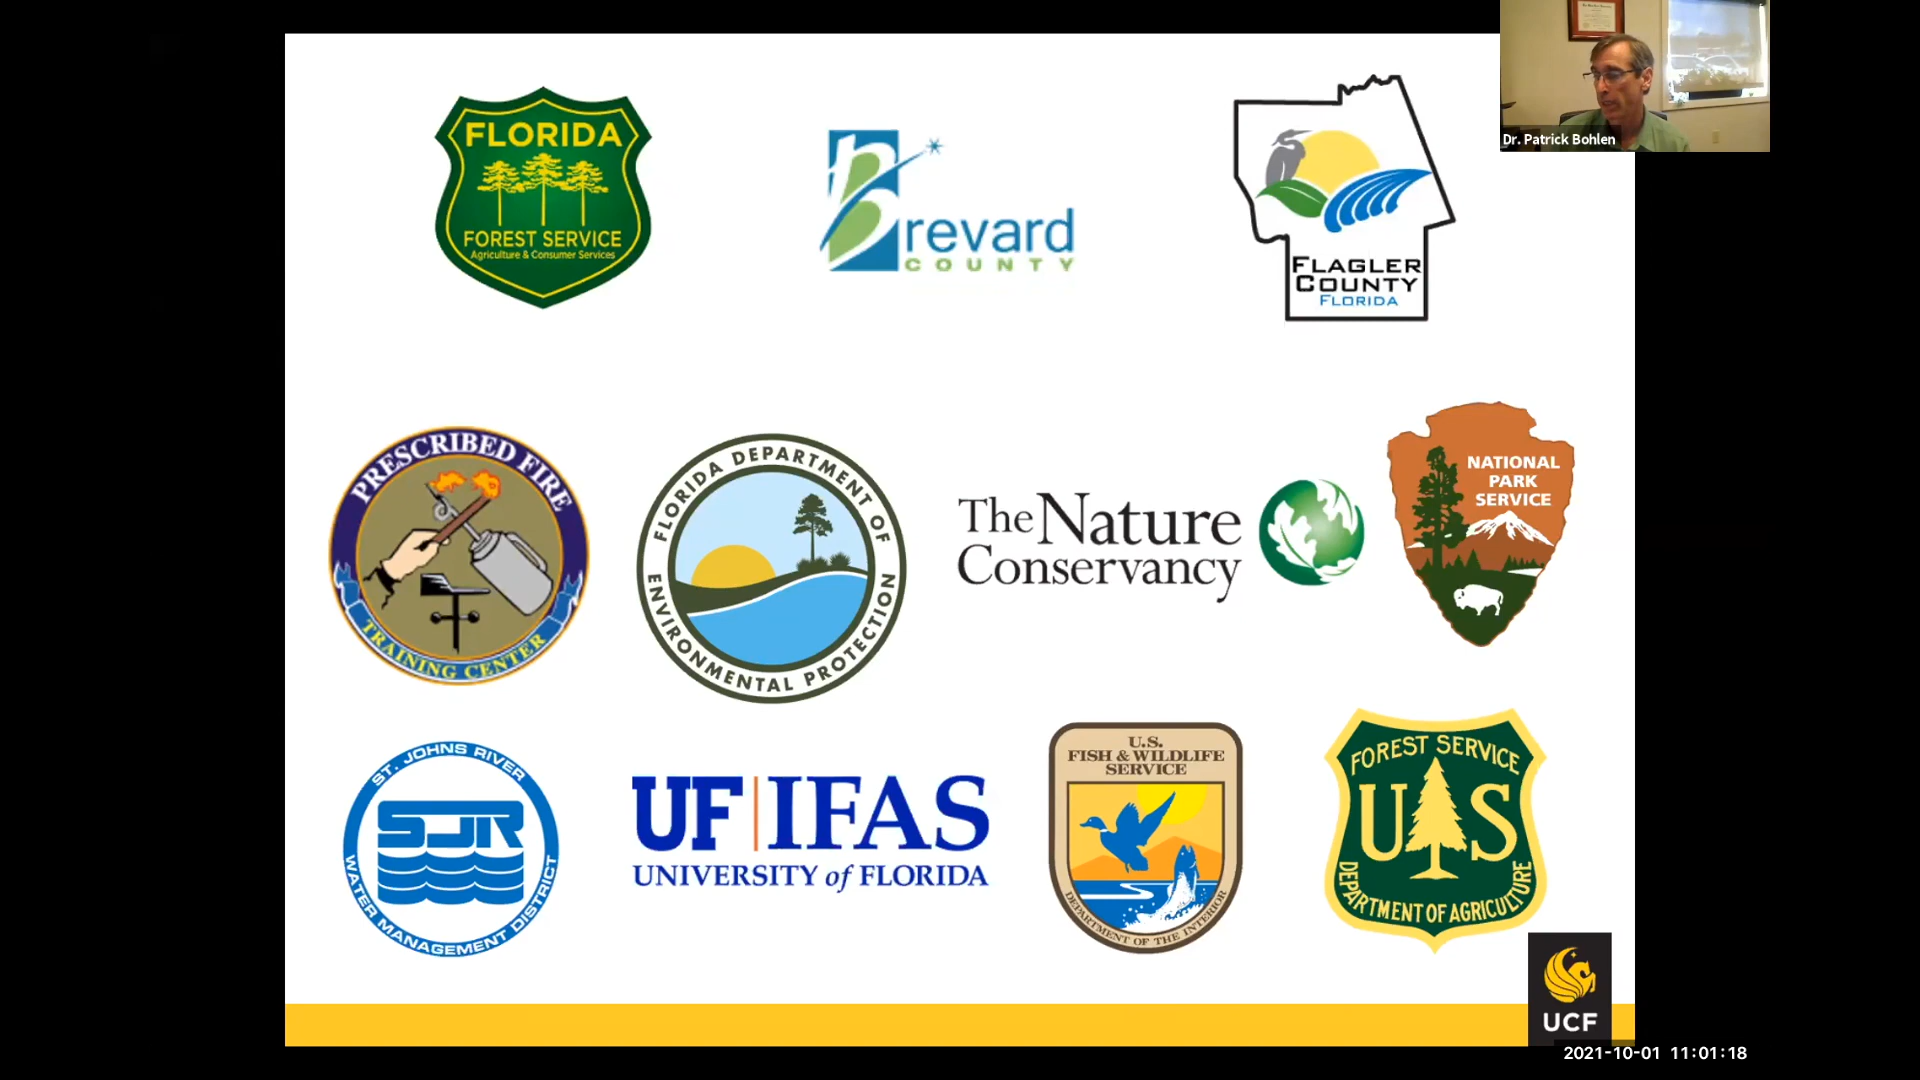 FLORIDA
FOREST SERVICE
Agriculture & Consumer Services
revard
COUNTY
FLAGLER
COUNTY
FLORIDA
Dr. Patrick Bohlen
PRESCRIBED FIRE
TRAINING CENTER
FLORIDA DEPARTMENT OF
ENVIRONMENTAL PROTECTION
The Nature
Conservancy
NATIONAL
PARK
SERVICE
ST. JOHNS RIVER
SJR
WATER MANAGEMENT DISTRICT
UF|IFAS
UNIVERSITY of FLORIDA
U.S.
FISH & WILDLIFE
SERVICE
DEPARTMENT OF THE INTERIOR
FOREST SERVICE
U S
DEPARTMENT OF AGRICULTURE
UCF
2021-10-01 11:01:18